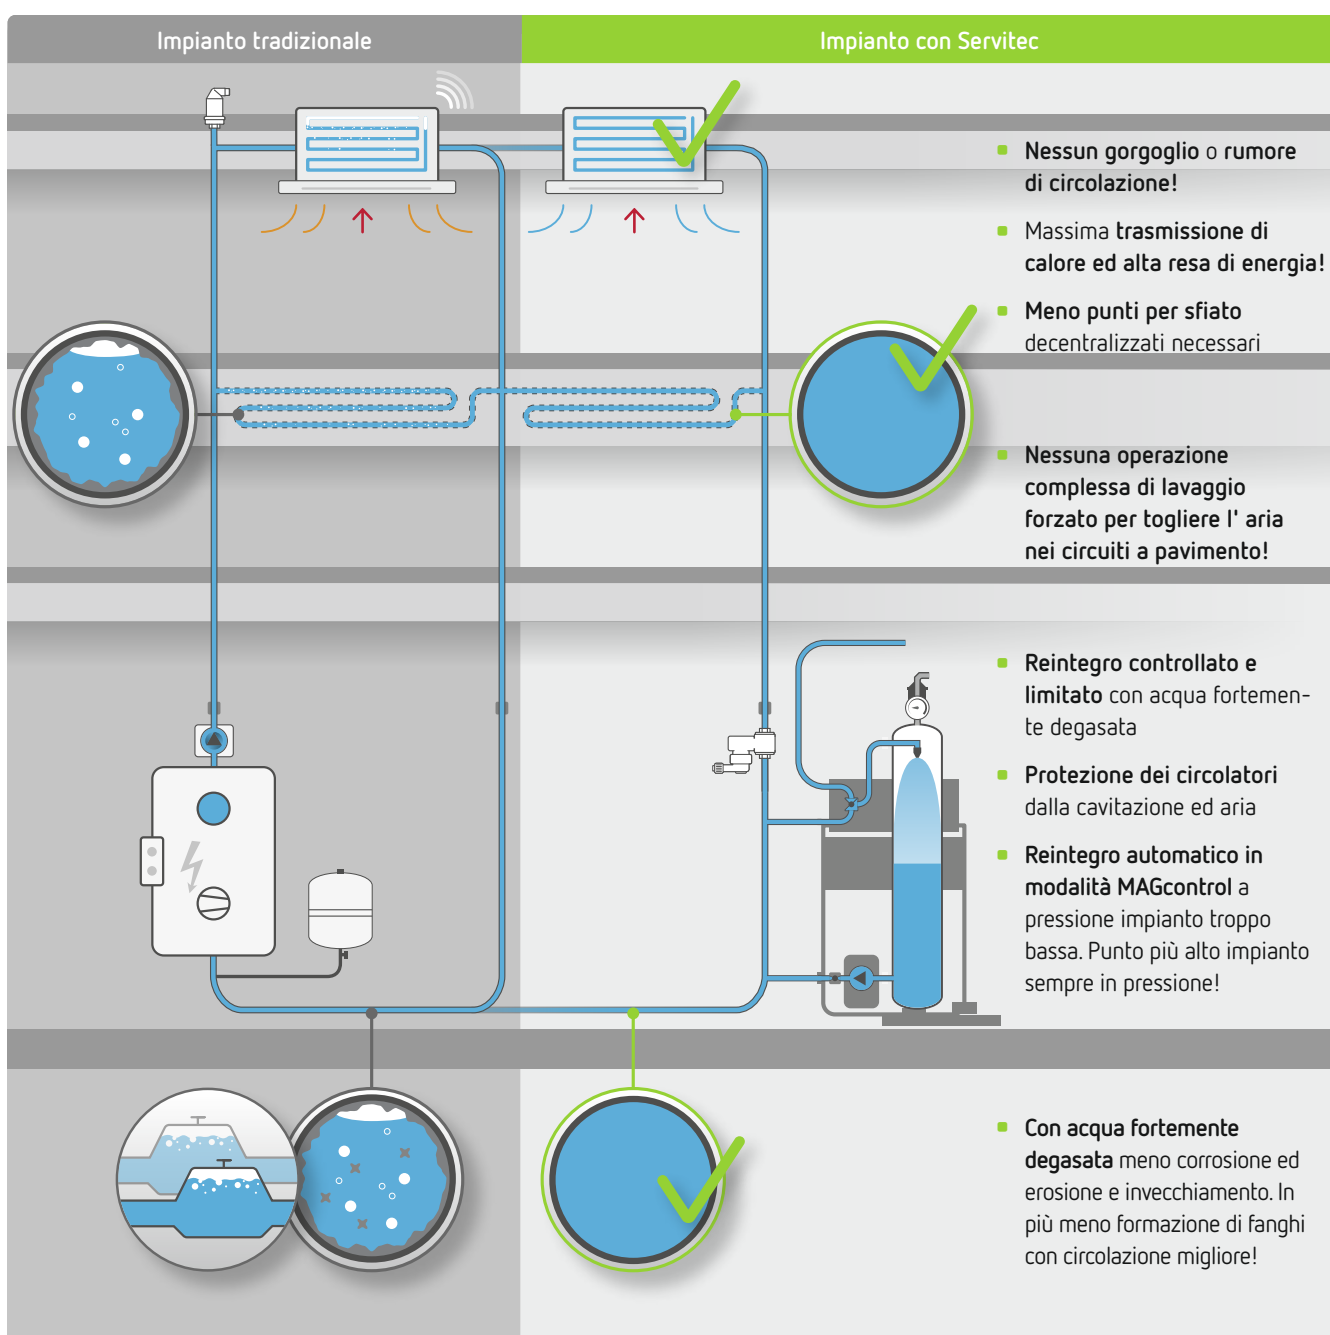 Impianto tradizionale
Impianto con Servitec
Nessun gorgoglio o rumore
di circolazione!
Massima trasmissione di
calore ed alta resa di energia!
Meno punti per sfiato
decentralizzati necessari
Nessuna operazione
complessa di lavaggio
forzato per togliere l' aria
nei circuiti a pavimento!
Reintegro controllato e
limitato con acqua fortemen-
te degasata
Protezione dei circolatori
dalla cavitazione ed aria
Reintegro automatico in
modalità MAGcontrol a
pressione impianto troppo
bassa. Punto più alto impianto
sempre in pressione!
Con acqua fortemente
degasata meno corrosione ed
erosione e invecchiamento. In
più meno formazione di fanghi
con circolazione migliore!